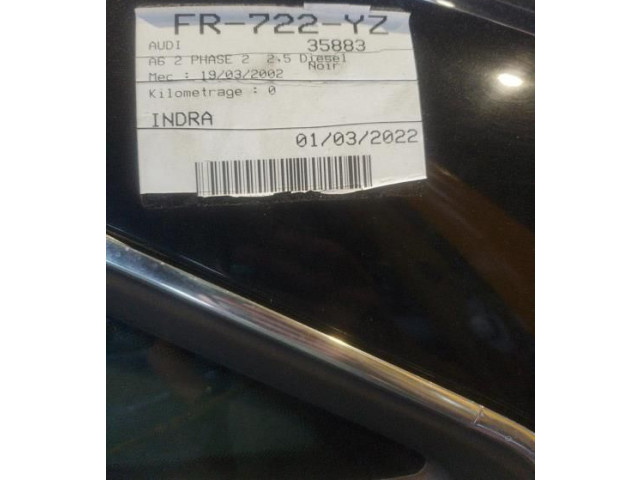 FR-722-YZ
AUDI 35883
A6 2 PHASE 2 2.5 Diesel
Noir
Mec : 19/03/2002
Kilometrage : 0
INDRA
01/03/2022